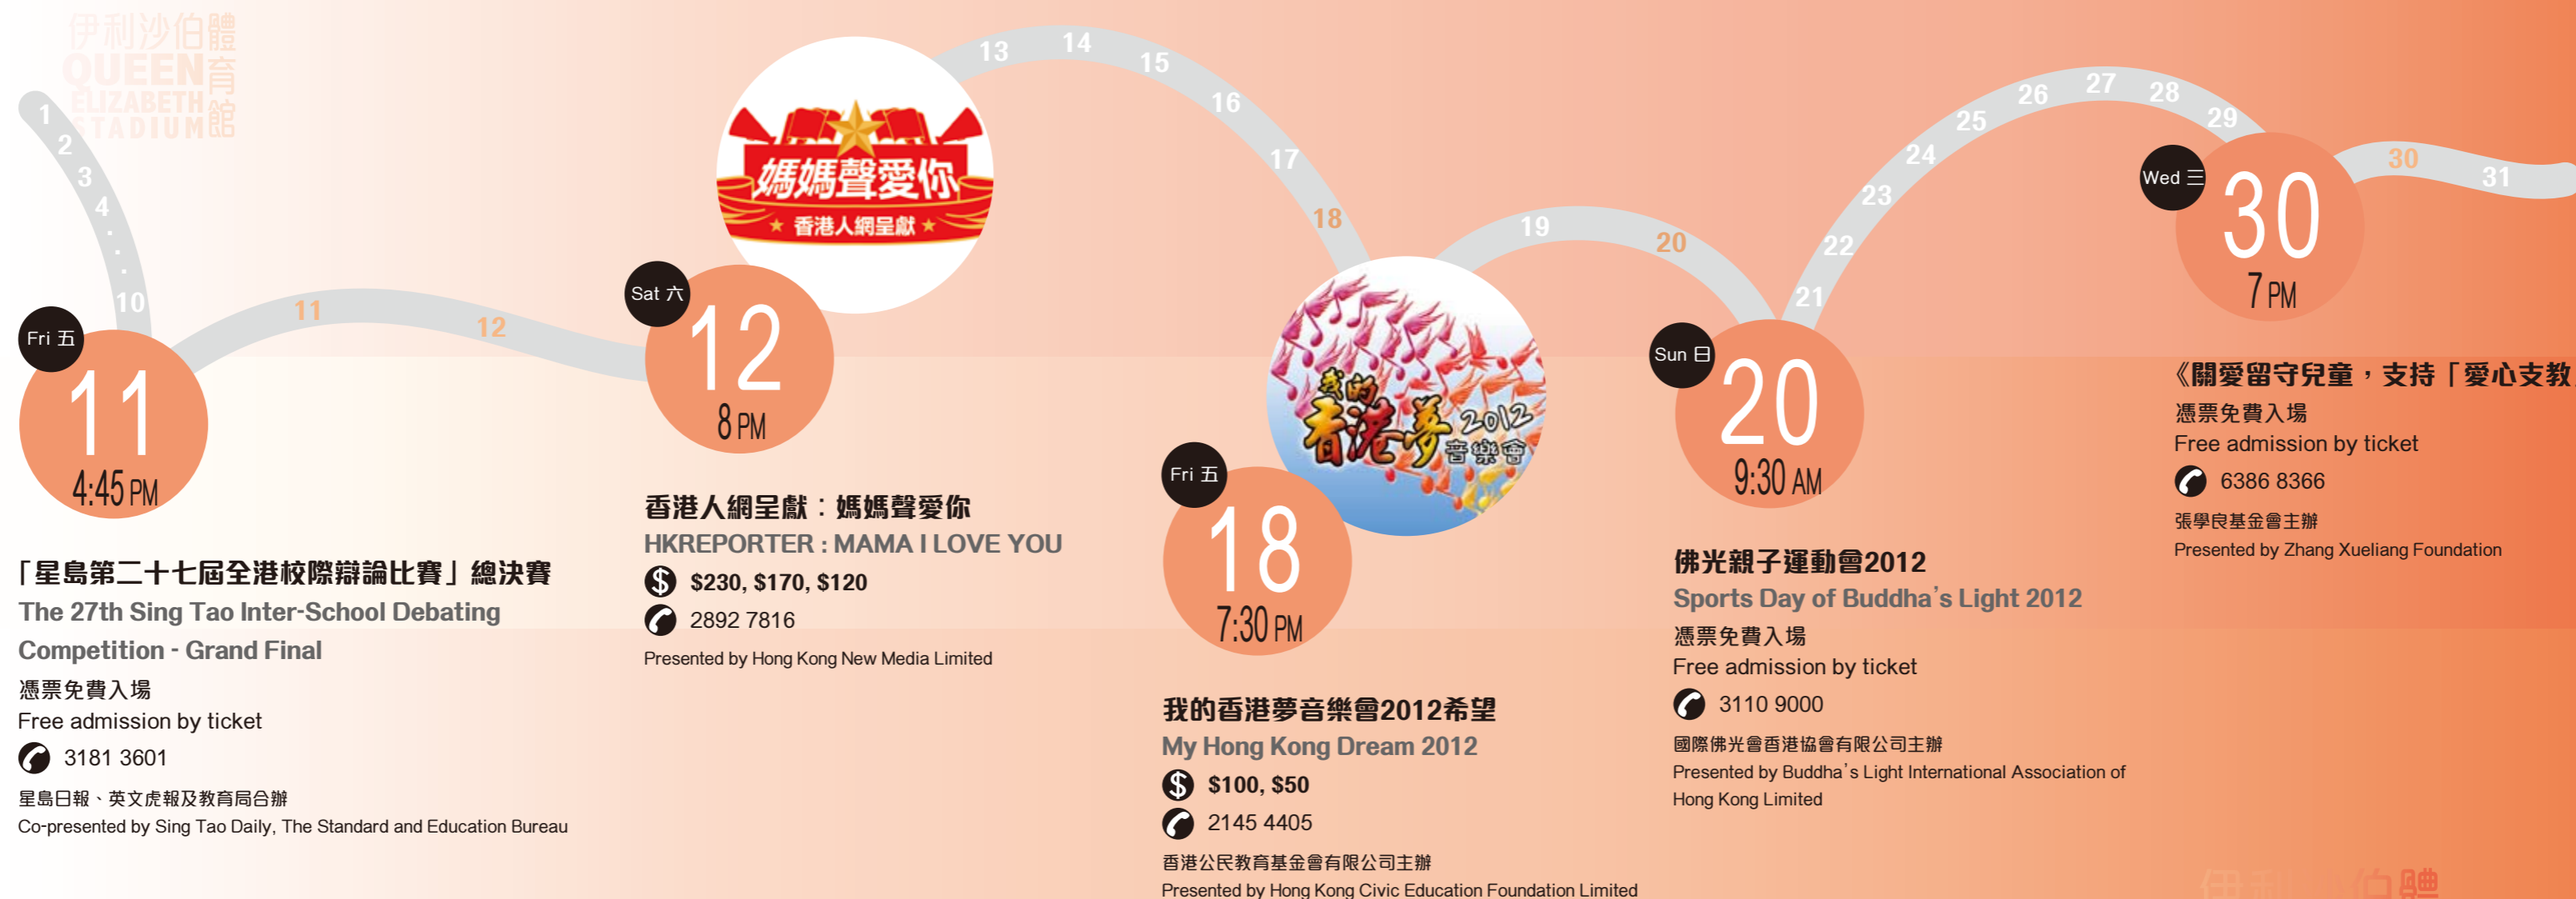 伊利沙伯體育館
QUEEN
ELIZABETH
STADIUM
1
2
3
4
.
.
.
10
Fri 五
11
4:45 PM
「星島第二十七屆全港校際辯論比賽」總決賽
The 27th Sing Tao Inter-School Debating
Competition - Grand Final
憑票免費入場
Free admission by ticket
3181 3601
星島日報、英文虎報及教育局合辦
Co-presented by Sing Tao Daily, The Standard and Education Bureau
11
12
媽媽聲愛你
★ 香港人網呈獻 ★
Sat 六
12
8 PM
香港人網呈獻：媽媽聲愛你
HKREPORTER : MAMA I LOVE YOU
$ $230, $170, $120
2892 7816
Presented by Hong Kong New Media Limited
13
14
15
16
17
18
我的
香港夢 2012
音樂會
Fri 五
18
7:30 PM
我的香港夢音樂會2012希望
My Hong Kong Dream 2012
$ $100, $50
2145 4405
香港公民教育基金會有限公司主辦
Presented by Hong Kong Civic Education Foundation Limited
19
20
Sun 日
20
9:30 AM
佛光親子運動會2012
Sports Day of Buddha’s Light 2012
憑票免費入場
Free admission by ticket
3110 9000
國際佛光會香港協會有限公司主辦
Presented by Buddha’s Light International Association of
Hong Kong Limited
21
22
23
24
25
26
27
28
29
Wed 三
30
7 PM
《關愛留守兒童，支持「愛心支教」
憑票免費入場
Free admission by ticket
6386 8366
張學良基金會主辦
Presented by Zhang Xueliang Foundation
30
31
伊利沙伯體